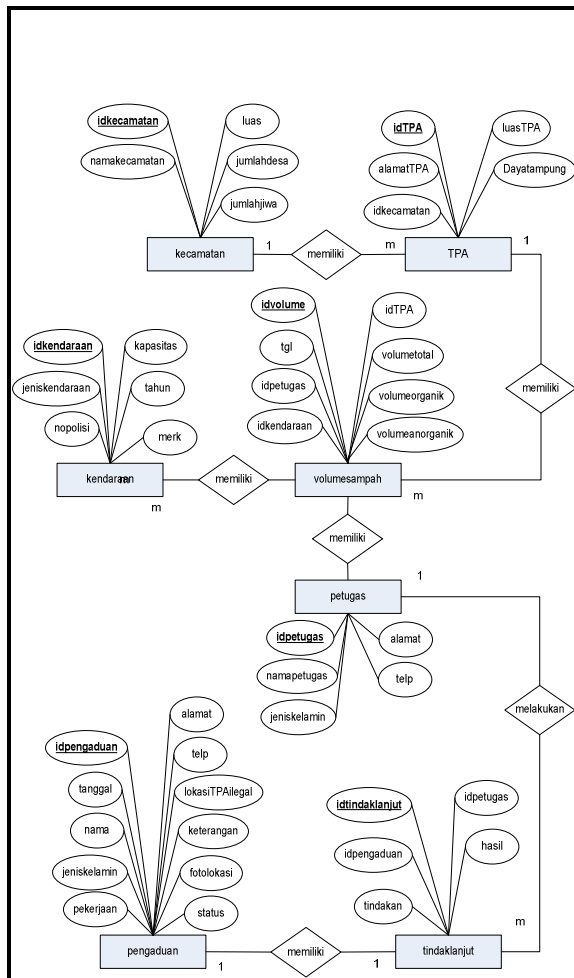 idkecamatan
luas
namakecamatan
jumlahdesa
jumlahjiwa
kecamatan
1
memiliki
m
idTPA
luasTPA
alamatTPA
Dayatampung
idkecamatan
TPA
1
memiliki
idkendaraan
kapasitas
jeniskendaraan
tahun
nopolisi
merk
kendaraan
m
m
memiliki
idvolume
idTPA
tgl
volumetotal
idpetugas
volumeorganik
idkendaraan
volumeanorganik
volumesampah
m
memiliki
1
petugas
idpetugas
alamat
namapetugas
telp
jeniskelamin
melakukan
alamat
idpengaduan
telp
tanggal
lokasiTPAilegal
nama
keterangan
jeniskelamin
fotolokasi
pekerjaan
status
pengaduan
1
memiliki
1
idtindaklanjut
idpetugas
idpengaduan
hasil
tindakan
m
tindaklanjut